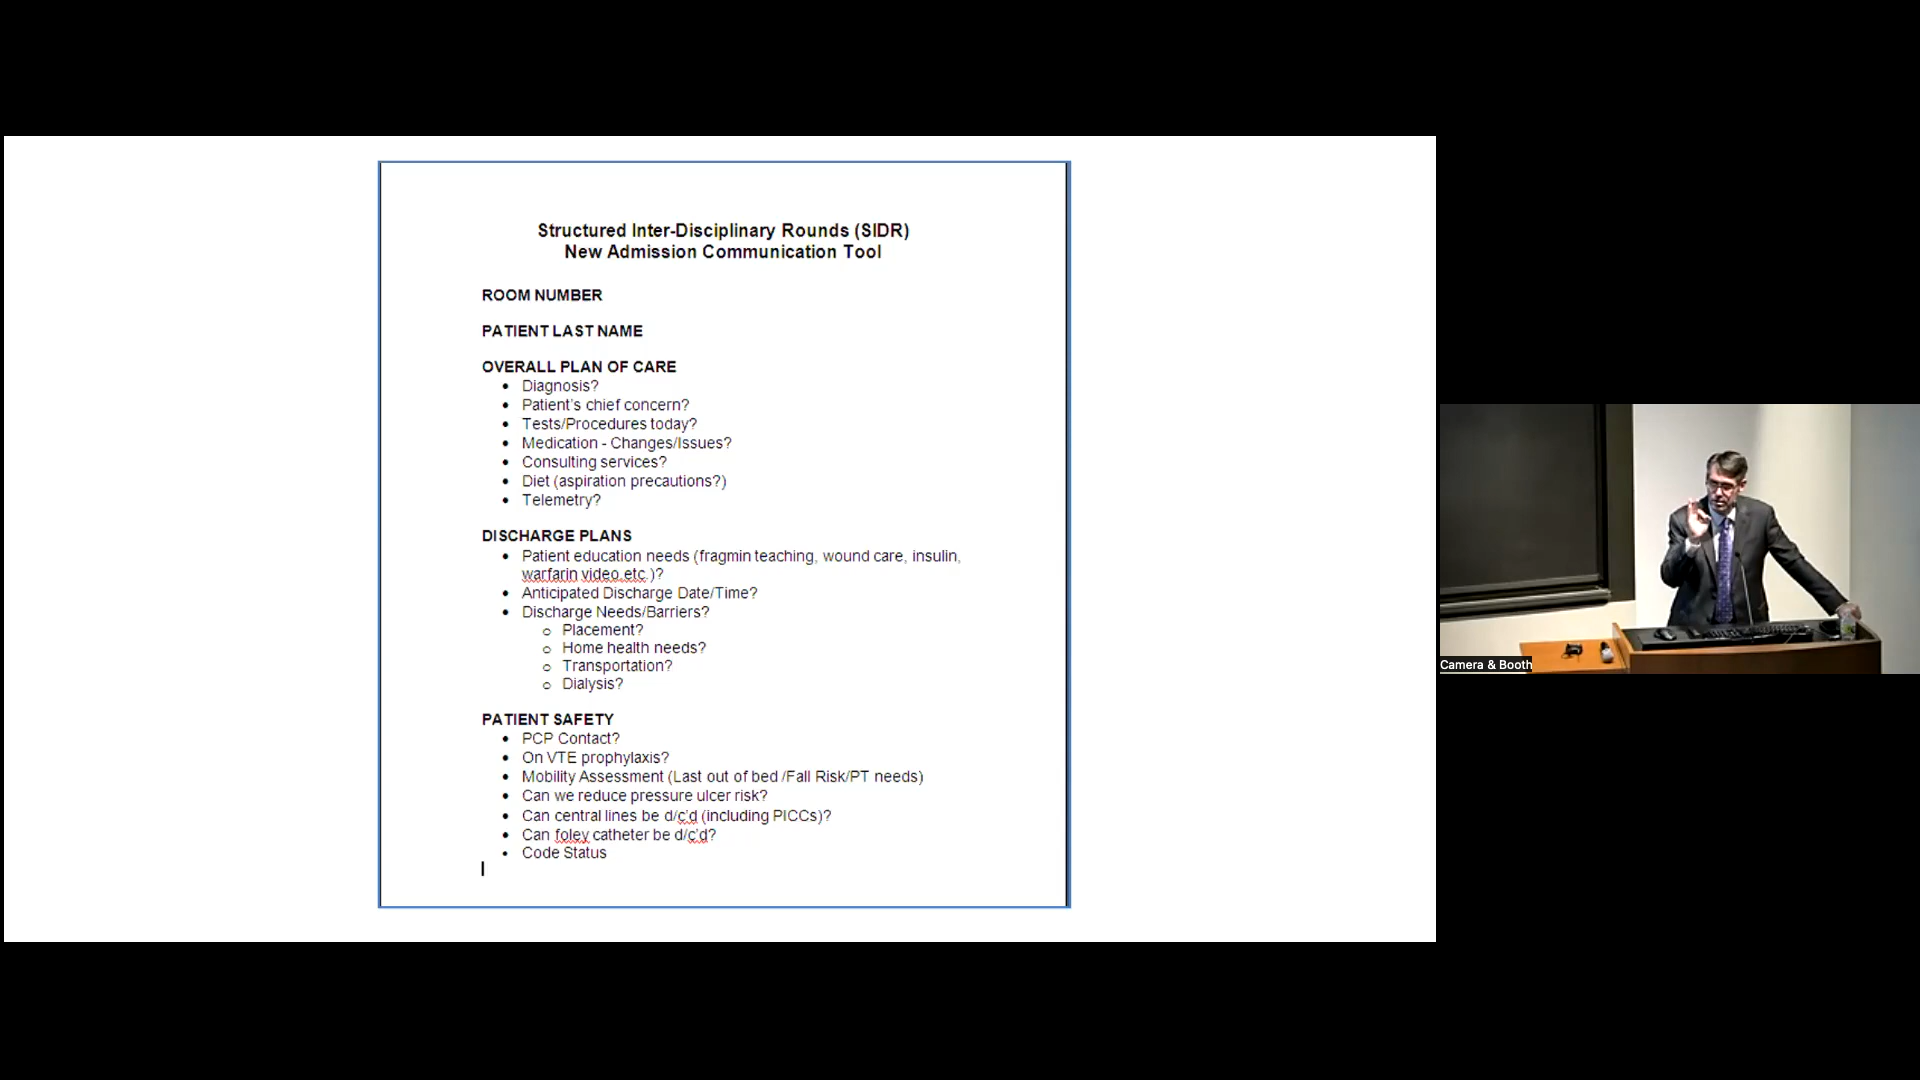 Structured Inter-Disciplinary Rounds (SIDR)
New Admission Communication Tool
ROOM NUMBER
PATIENT LAST NAME
OVERALL PLAN OF CARE
• Diagnosis?
• Patient's chief concern?
• Tests/Procedures today?
• Medication - Changes/Issues?
• Consulting services?
• Diet (aspiration precautions?)
• Telemetry?
DISCHARGE PLANS
• Patient education needs (fragmin teaching, wound care, insulin,
warfarin video,etc.)?
• Anticipated Discharge Date/Time?
• Discharge Needs/Barriers?
o Placement?
o Home health needs?
o Transportation?
o Dialysis?
PATIENT SAFETY
• PCP Contact?
• On VTE prophylaxis?
• Mobility Assessment (Last out of bed /Fall Risk/PT needs)
• Can we reduce pressure ulcer risk?
• Can central lines be d/c'd (including PICCs)?
• Can foley catheter be d/c'd?
• Code Status
Camera & Booth